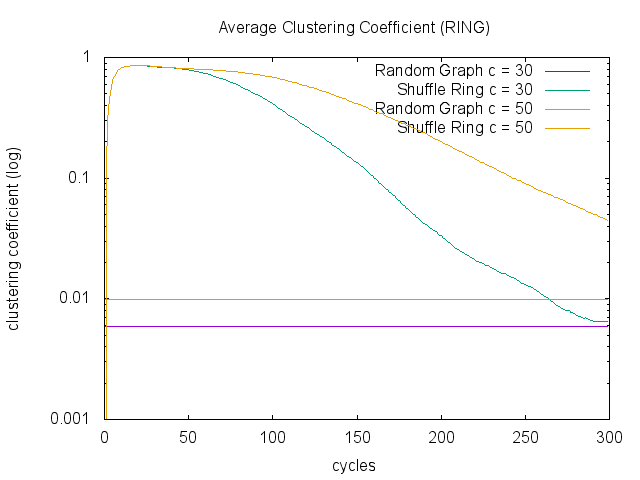 Average Clustering Coefficient (RING)
1
0.1
0.01
0.001
clustering coefficient (log)
Random Graph c = 30
Shuffle Ring c = 30
Random Graph c = 50
Shuffle Ring c = 50
0 50 100 150 200 250 300
cycles